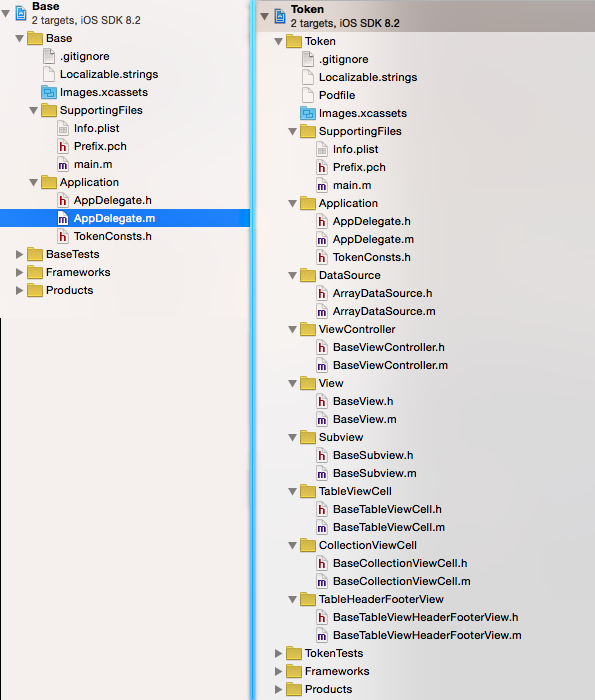 Base
2 targets, iOS SDK 8.2
Base
.gitignore
Localizable.strings
Images.xcassets
SupportingFiles
Info.plist
Prefix.pch
main.m
Application
AppDelegate.h
AppDelegate.m
TokenConsts.h
BaseTests
Frameworks
Products
Token
2 targets, iOS SDK 8.2
Token
.gitignore
Localizable.strings
Podfile
Images.xcassets
SupportingFiles
Info.plist
Prefix.pch
main.m
Application
AppDelegate.h
AppDelegate.m
TokenConsts.h
DataSource
ArrayDataSource.h
ArrayDataSource.m
ViewController
BaseViewController.h
BaseViewController.m
View
BaseView.h
BaseView.m
Subview
BaseSubview.h
BaseSubview.m
TableViewCell
BaseTableViewCell.h
BaseTableViewCell.m
CollectionViewCell
BaseCollectionViewCell.h
BaseCollectionViewCell.m
TableHeaderFooterView
BaseTableViewHeaderFooterView.h
BaseTableViewHeaderFooterView.m
TokenTests
Frameworks
Products